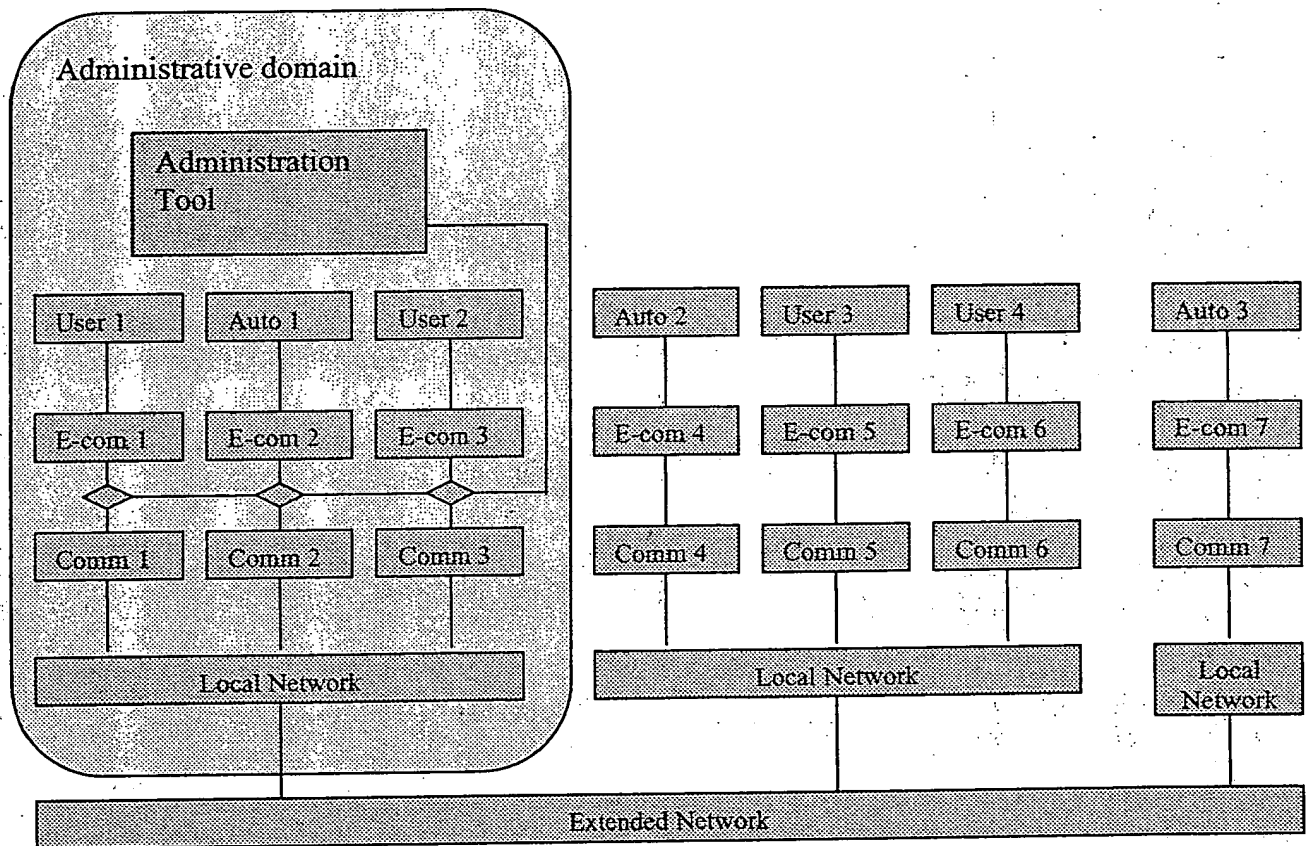 Administrative domain
Administration
Tool
User 1
Auto 1
User 2
Auto 2
User 3
User 4
Auto 3
E-com 1
E-com 2
E-com 3
E-com 4
E-com 5
E-com 6
E-com 7
Comm 1
Comm 2
Comm 3
Comm 4
Comm 5
Comm 6
Comm 7
Local Network
Local Network
Local
Network
Extended Network